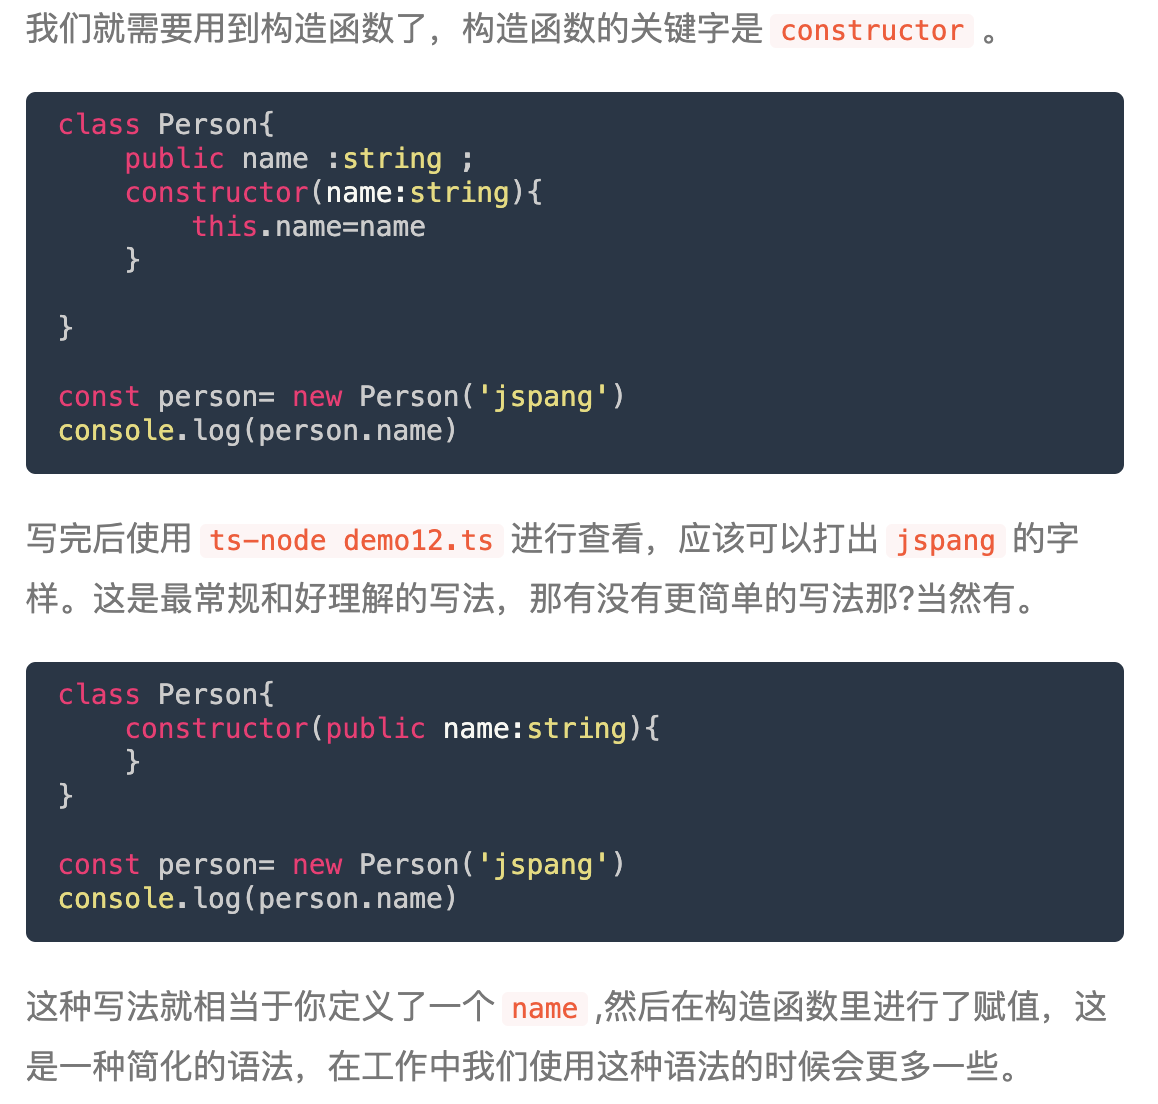 我们就需要用到构造函数了，构造函数的关键字是 constructor 。
class Person{
    public name :string ;
    constructor(name:string){
        this.name=name
    }
}
const person= new Person('jspang')
console.log(person.name)
写完后使用 ts-node demo12.ts 进行查看，应该可以打出 jspang 的字
样。这是最常规和好理解的写法，那有没有更简单的写法那?当然有。
class Person{
    constructor(public name:string){
    }
}
const person= new Person('jspang')
console.log(person.name)
这种写法就相当于你定义了一个 name ,然后在构造函数里进行了赋值，这
是一种简化的语法，在工作中我们使用这种语法的时候会更多一些。